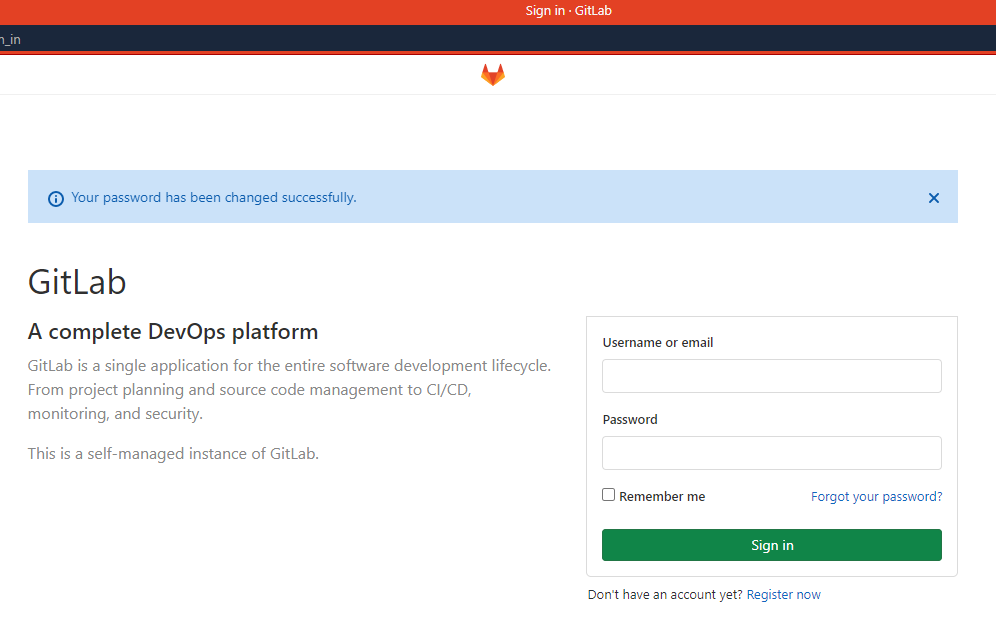 Sign in · GitLab
n_in
Your password has been changed successfully.
GitLab
A complete DevOps platform
GitLab is a single application for the entire software development lifecycle.
From project planning and source code management to CI/CD,
monitoring, and security.
This is a self-managed instance of GitLab.
Username or email
Password
Remember me
Forgot your password?
Sign in
Don't have an account yet? Register now